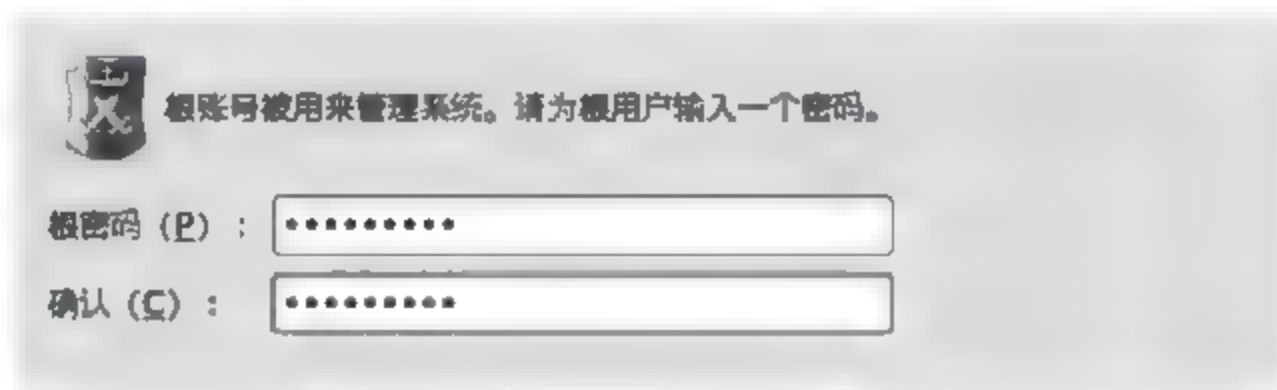 根账号被用来管理系统。请为根用户输入一个密码。
根密码（P）：•••••••••
确认（C）：•••••••••